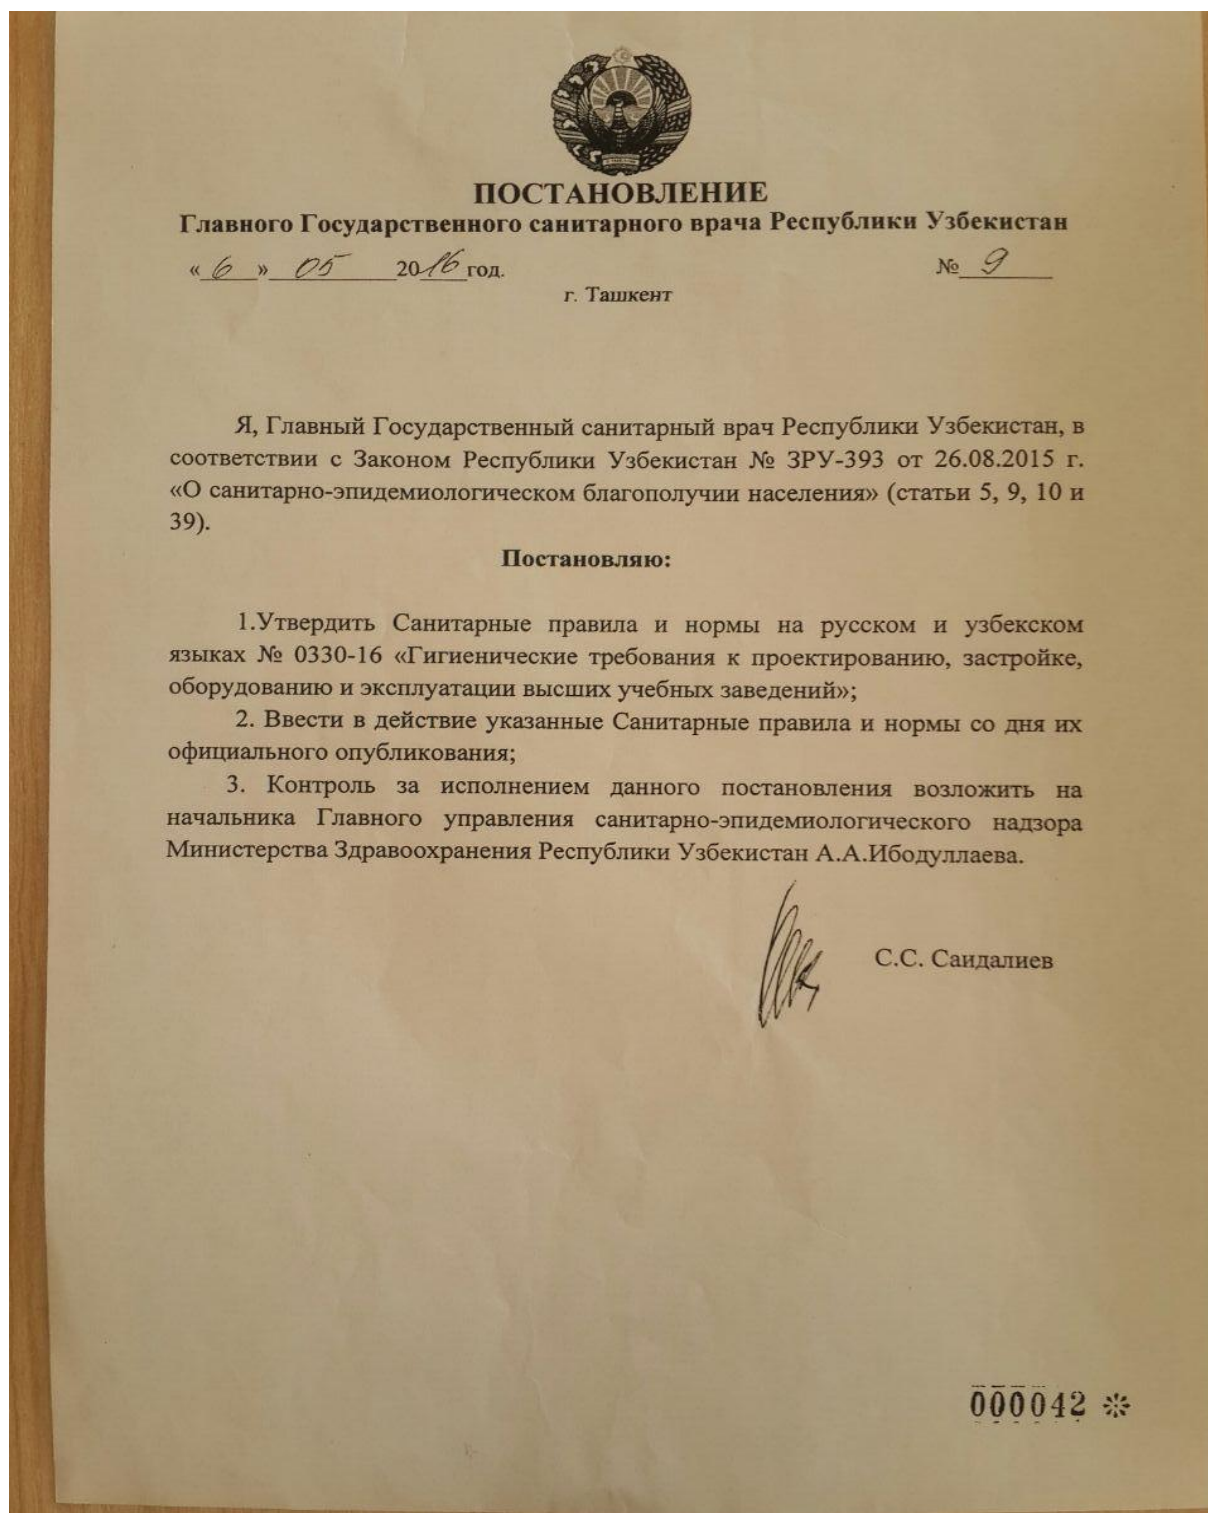 ПОСТАНОВЛЕНИЕ
Главного Государственного санитарного врача Республики Узбекистан
« 6 » 05 2016 год. № 9
г. Ташкент
Я, Главный Государственный санитарный врач Республики Узбекистан, в
соответствии с Законом Республики Узбекистан № ЗРУ-393 от 26.08.2015 г.
«О санитарно-эпидемиологическом благополучии населения» (статьи 5, 9, 10 и
39).
Постановляю:
1.Утвердить Санитарные правила и нормы на русском и узбекском
языках № 0330-16 «Гигиенические требования к проектированию, застройке,
оборудованию и эксплуатации высших учебных заведений»;
2. Ввести в действие указанные Санитарные правила и нормы со дня их
официального опубликования;
3. Контроль за исполнением данного постановления возложить на
начальника Главного управления санитарно-эпидемиологического надзора
Министерства Здравоохранения Республики Узбекистан А.А.Ибодуллаева.
С.С. Саидалиев
000042